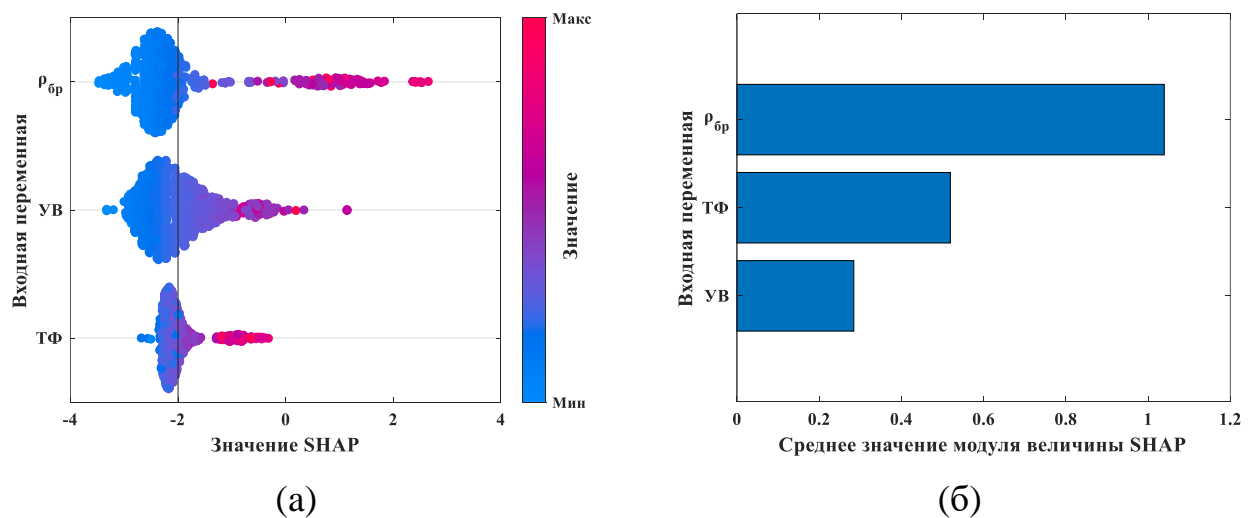 Входная переменная
ρбр
УВ
ТФ
-4 -2 0 2 4
Значение SHAP
Макс
Значение
Мин
(а)
Входная переменная
ρбр
ТФ
УВ
0 0.2 0.4 0.6 0.8 1 1.2
Среднее значение модуля величины SHAP
(б)